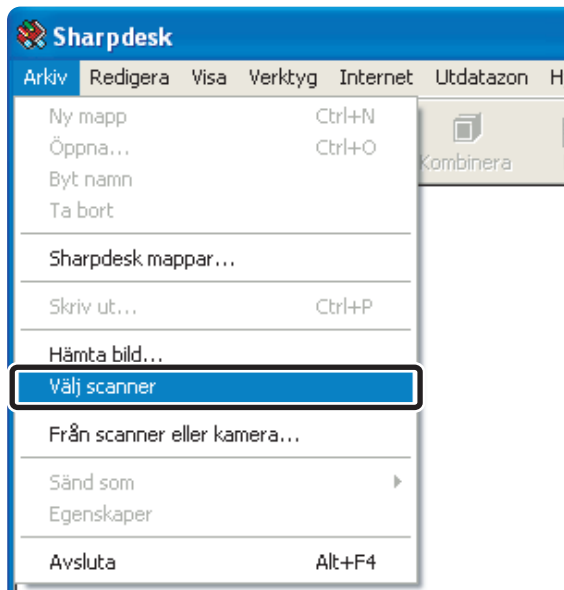 Sharpdesk
Arkiv Redigera Visa Verktyg Internet Utdatazon
Kombinera
Ny mapp Ctrl+N
Öppna... Ctrl+O
Byt namn
Ta bort
Sharpdesk mappar...
Skriv ut... Ctrl+P
Hämta bild...
Välj scanner
Från scanner eller kamera...
Sänd som
Egenskaper
Avsluta Alt+F4